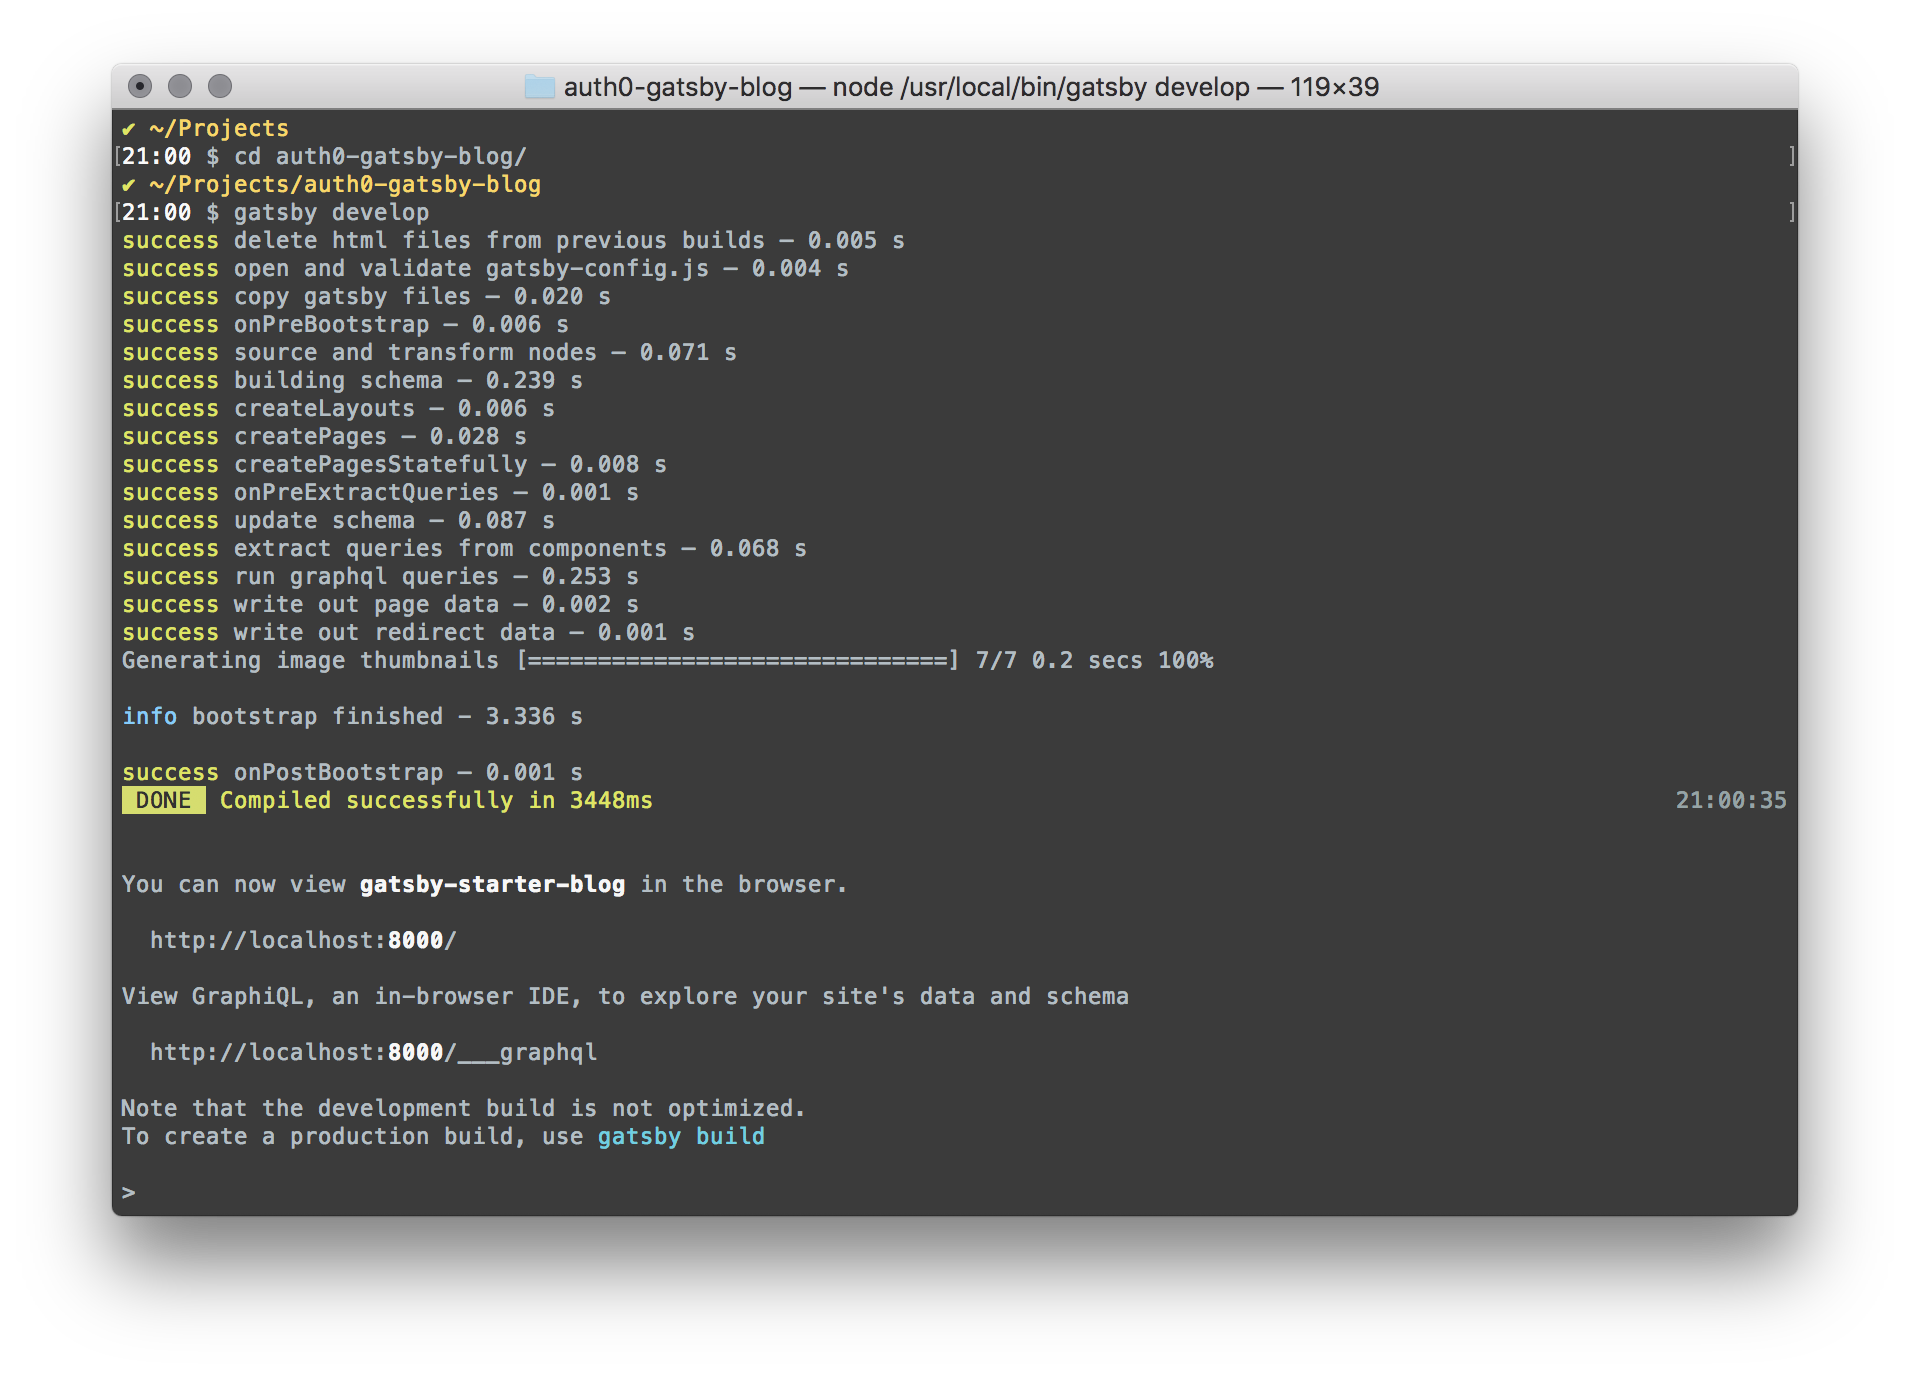 auth0-gatsby-blog — node /usr/local/bin/gatsby develop — 119×39
✔ ~/Projects
[21:00 $ cd auth0-gatsby-blog/ ]
✔ ~/Projects/auth0-gatsby-blog
[21:00 $ gatsby develop ]
success delete html files from previous builds — 0.005 s
success open and validate gatsby-config.js — 0.004 s
success copy gatsby files — 0.020 s
success onPreBootstrap — 0.006 s
success source and transform nodes — 0.071 s
success building schema — 0.239 s
success createLayouts — 0.006 s
success createPages — 0.028 s
success createPagesStatefully — 0.008 s
success onPreExtractQueries — 0.001 s
success update schema — 0.087 s
success extract queries from components — 0.068 s
success run graphql queries — 0.253 s
success write out page data — 0.002 s
success write out redirect data — 0.001 s
Generating image thumbnails [==============================] 7/7 0.2 secs 100%
info bootstrap finished - 3.336 s
success onPostBootstrap — 0.001 s
DONE Compiled successfully in 3448ms 21:00:35
You can now view gatsby-starter-blog in the browser.
http://localhost:8000/
View GraphiQL, an in-browser IDE, to explore your site's data and schema
http://localhost:8000/___graphql
Note that the development build is not optimized.
To create a production build, use gatsby build
>